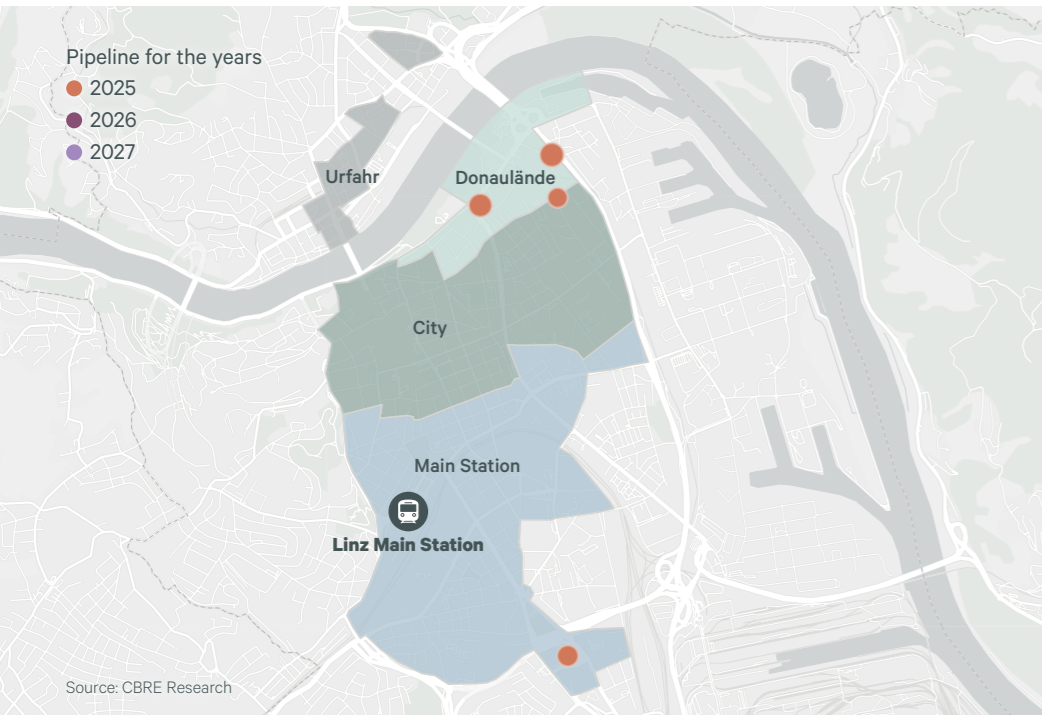 Pipeline for the years
2025
2026
2027
Urfahr
Donaulände
City
Main Station
Linz Main Station
Source: CBRE Research